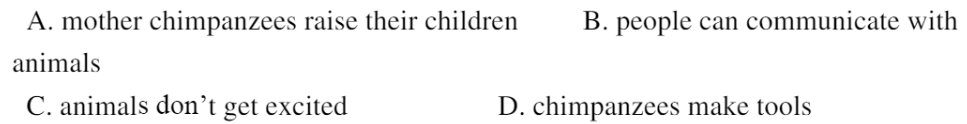 A. mother chimpanzees raise their children B. people can communicate with
animals
C. animals don't get excited D. chimpanzees make tools